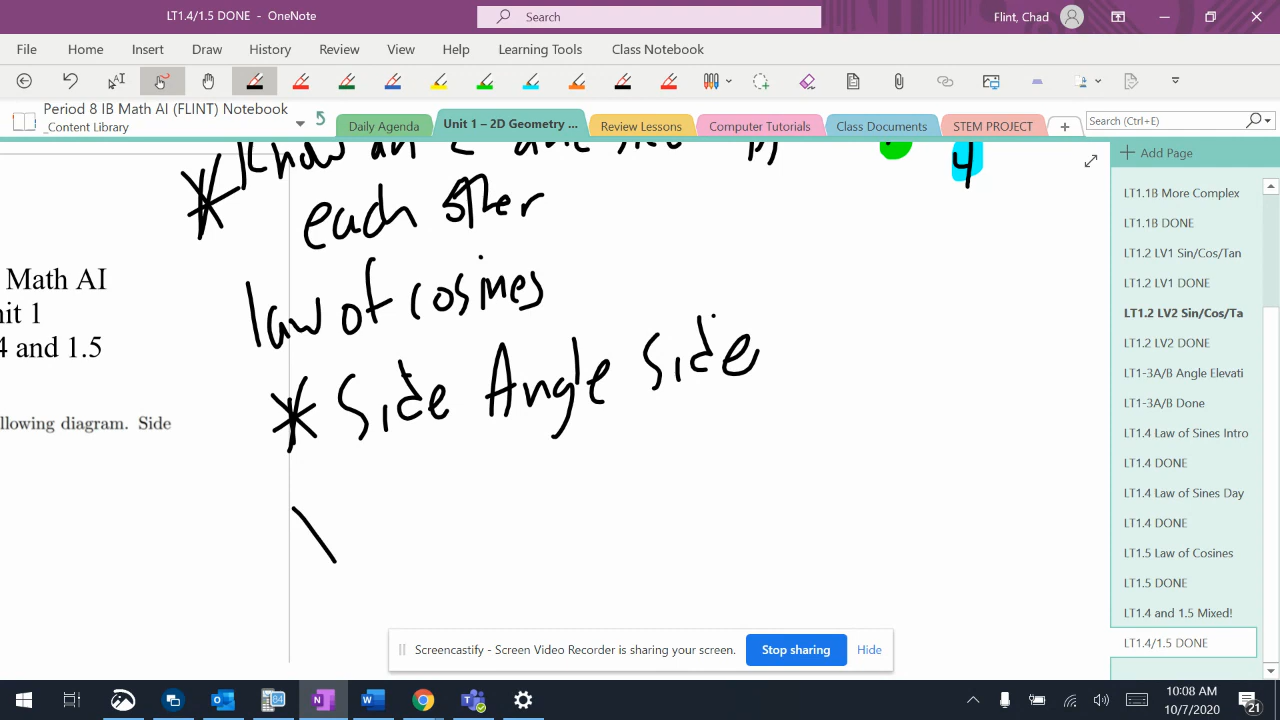 LT1.4/1.5 DONE - OneNote
Search
Flint, Chad
File Home Insert Draw History Review View Help Learning Tools Class Notebook
Period 8 IB Math AI (FLINT) Notebook
_Content Library
Daily Agenda
Unit 1 – 2D Geometry ...
Review Lessons
Computer Tutorials
Class Documents
STEM PROJECT
Search (Ctrl+E)
Add Page
LT1.1B More Complex
LT1.1B DONE
LT1.2 LV1 Sin/Cos/Tan
LT1.2 LV1 DONE
LT1.2 LV2 Sin/Cos/Ta
LT1.2 LV2 DONE
LT1-3A/B Angle Elevati
LT1-3A/B Done
LT1.4 Law of Sines Intro
LT1.4 DONE
LT1.4 Law of Sines Day
LT1.4 DONE
LT1.5 Law of Cosines
LT1.5 DONE
LT1.4 and 1.5 Mixed!
LT1.4/1.5 DONE
* know an
4
each other
law of cosines
* Side Angle Side
Math AI
nit 1
4 and 1.5
llowing diagram. Side
Screencastify - Screen Video Recorder is sharing your screen.
Stop sharing
Hide
10:08 AM
10/7/2020
21